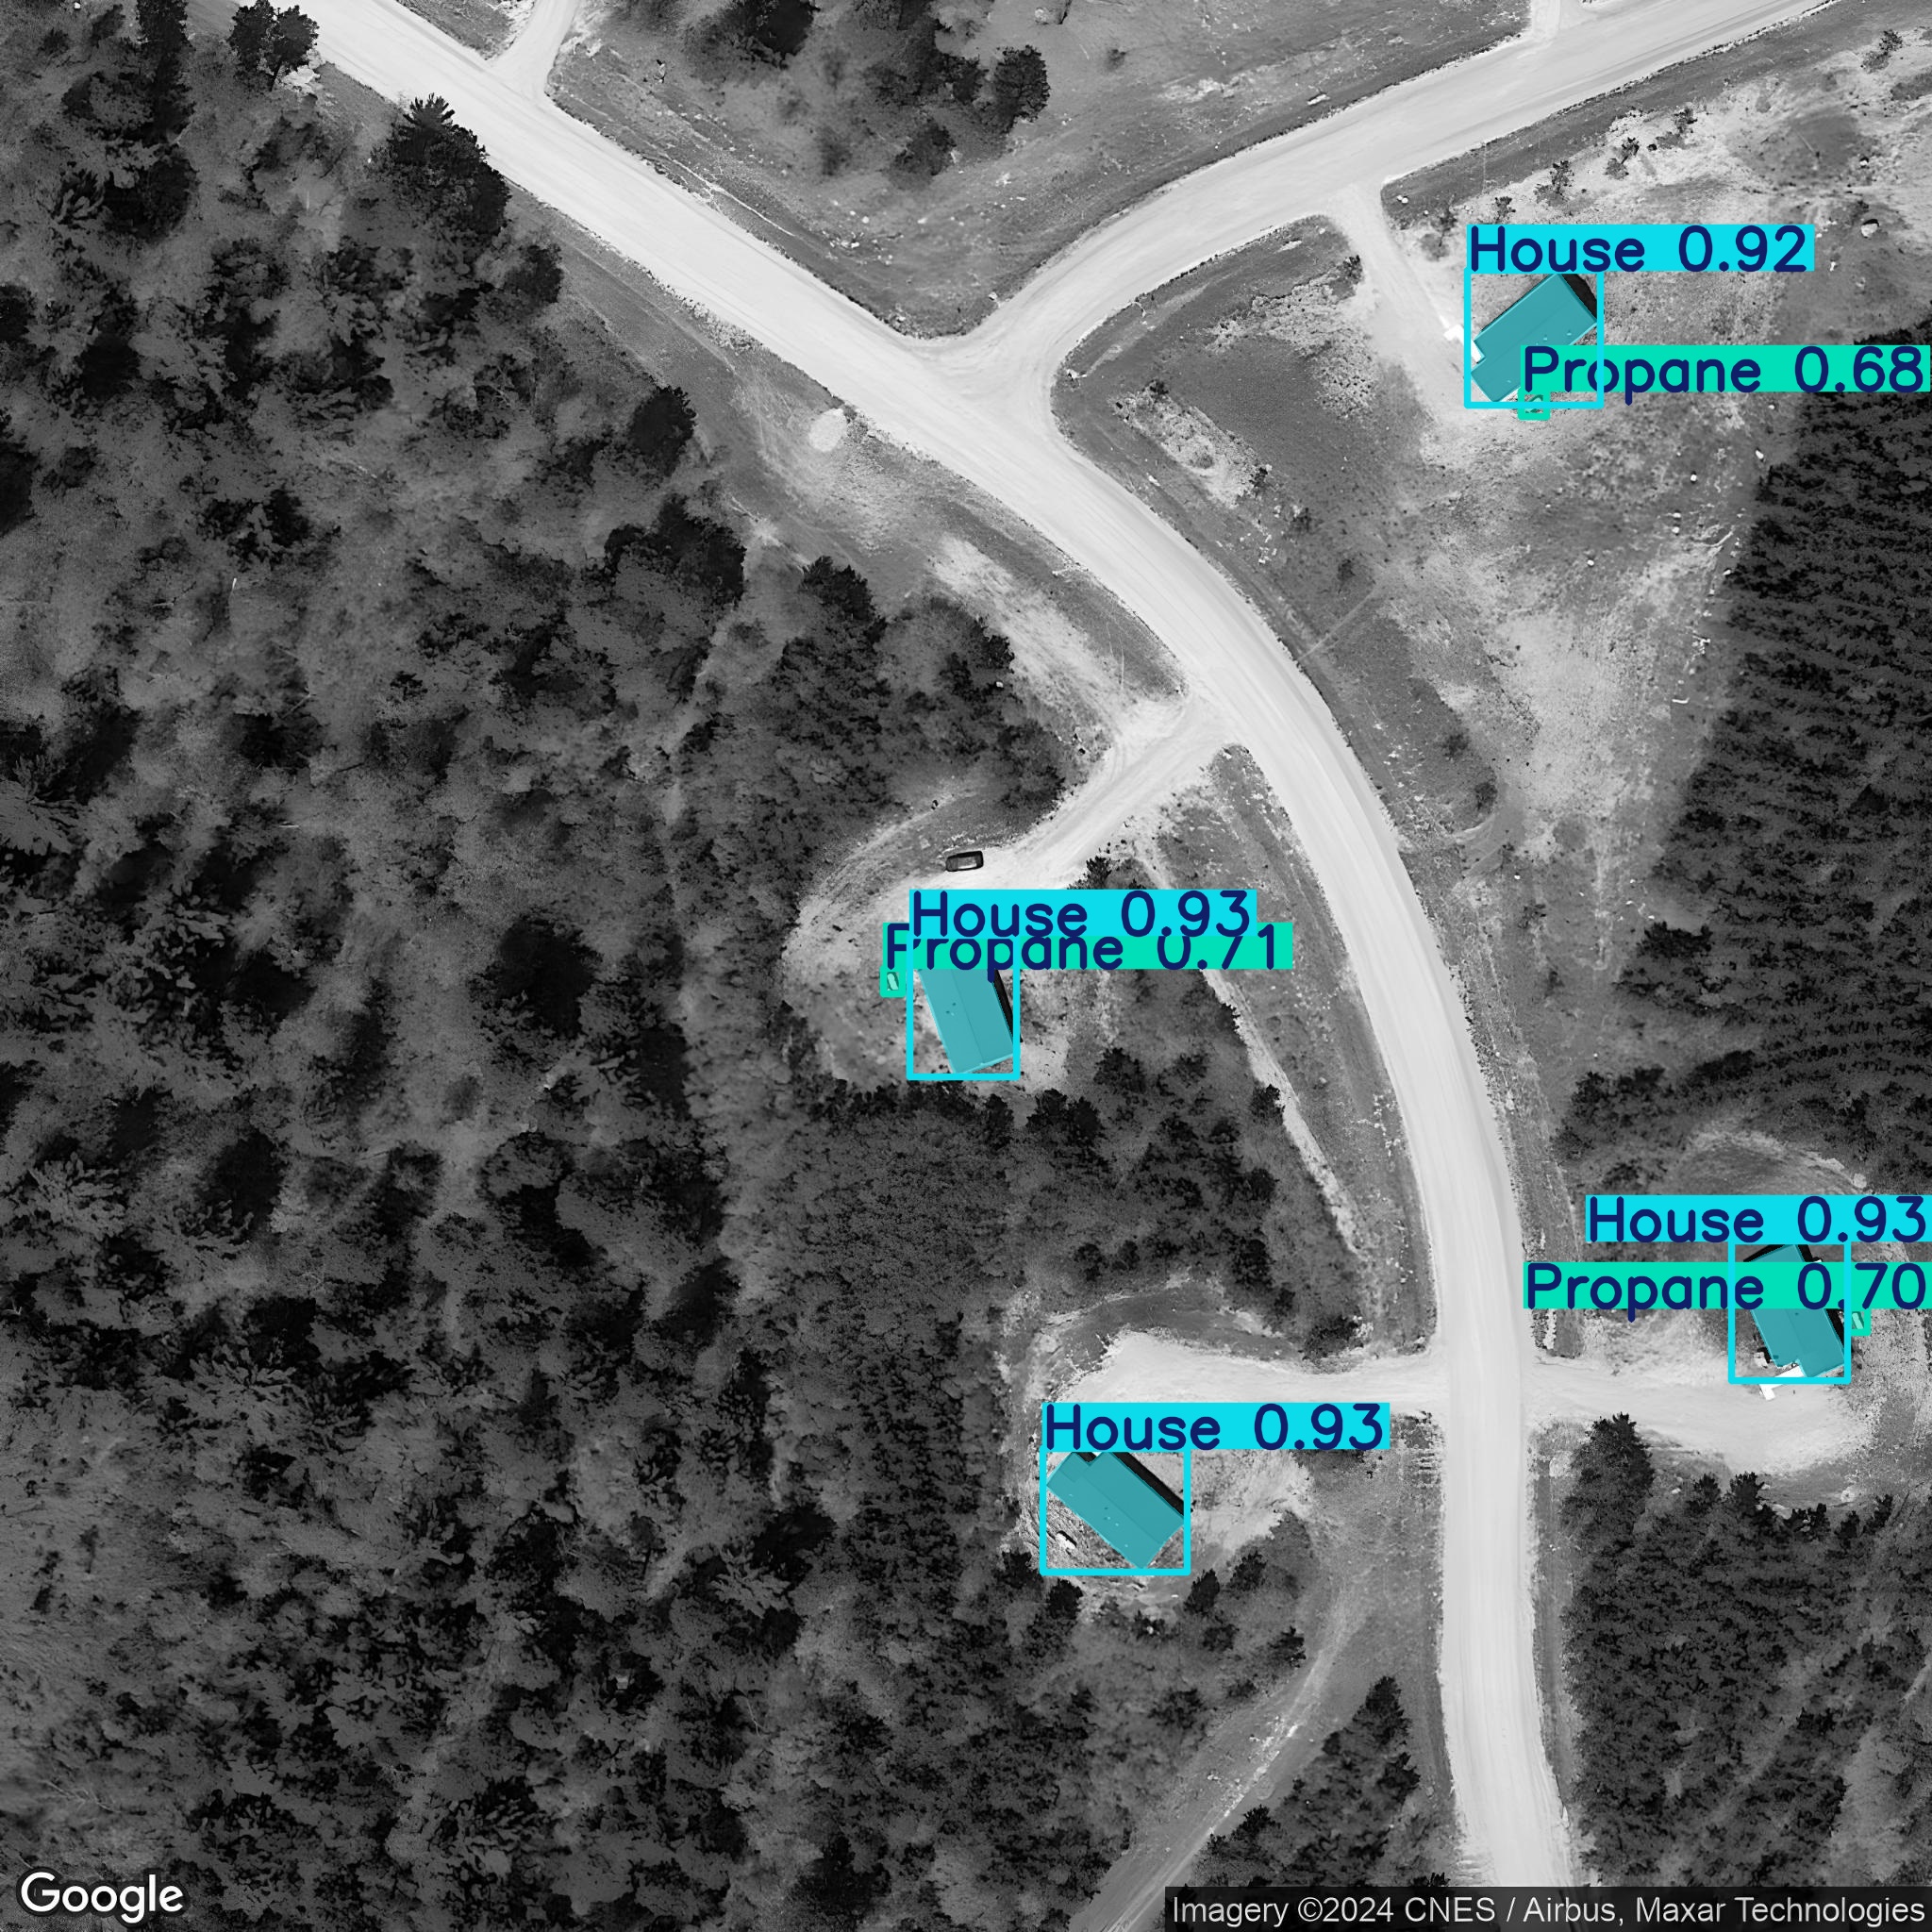 House 0.92
Propane 0.68
House 0.93
Propane 0.71
House 0.93
Propane 0.70
House 0.93
Google
Imagery ©2024 CNES / Airbus, Maxar Technologies